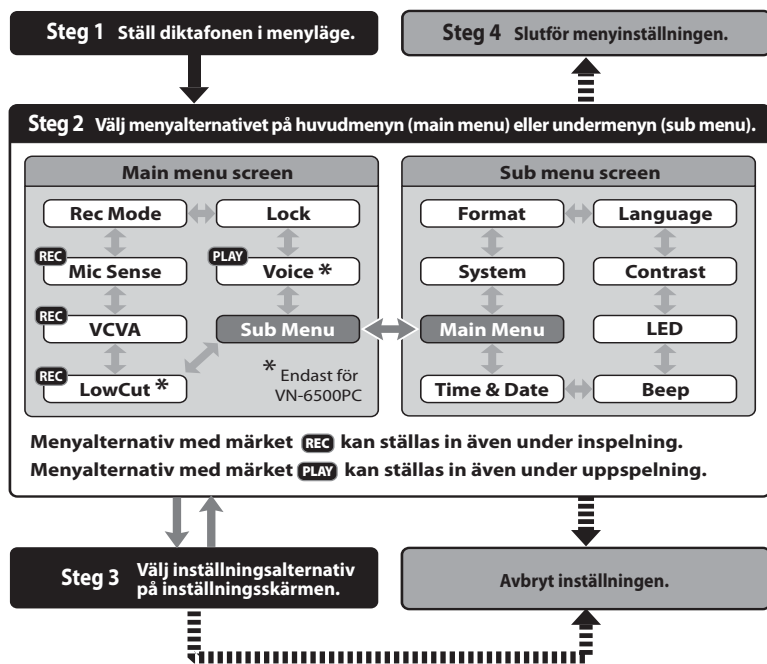 Steg 1 Ställ diktafonen i menyläge.
Steg 4 Slutför menyinställningen.
Steg 2 Välj menyalternativet på huvudmenyn (main menu) eller undermenyn (sub menu).
Main menu screen
Rec Mode
Lock
REC
Mic Sense
PLAY
Voice *
REC
VCVA
Sub Menu
REC
LowCut *
* Endast för
VN-6500PC
Sub menu screen
Format
Language
System
Contrast
Main Menu
LED
Time & Date
Beep
Menyalternativ med märket REC kan ställas in även under inspelning.
Menyalternativ med märket PLAY kan ställas in även under uppspelning.
Steg 3 Välj inställningsalternativ
på inställningsskärmen.
Avbryt inställningen.